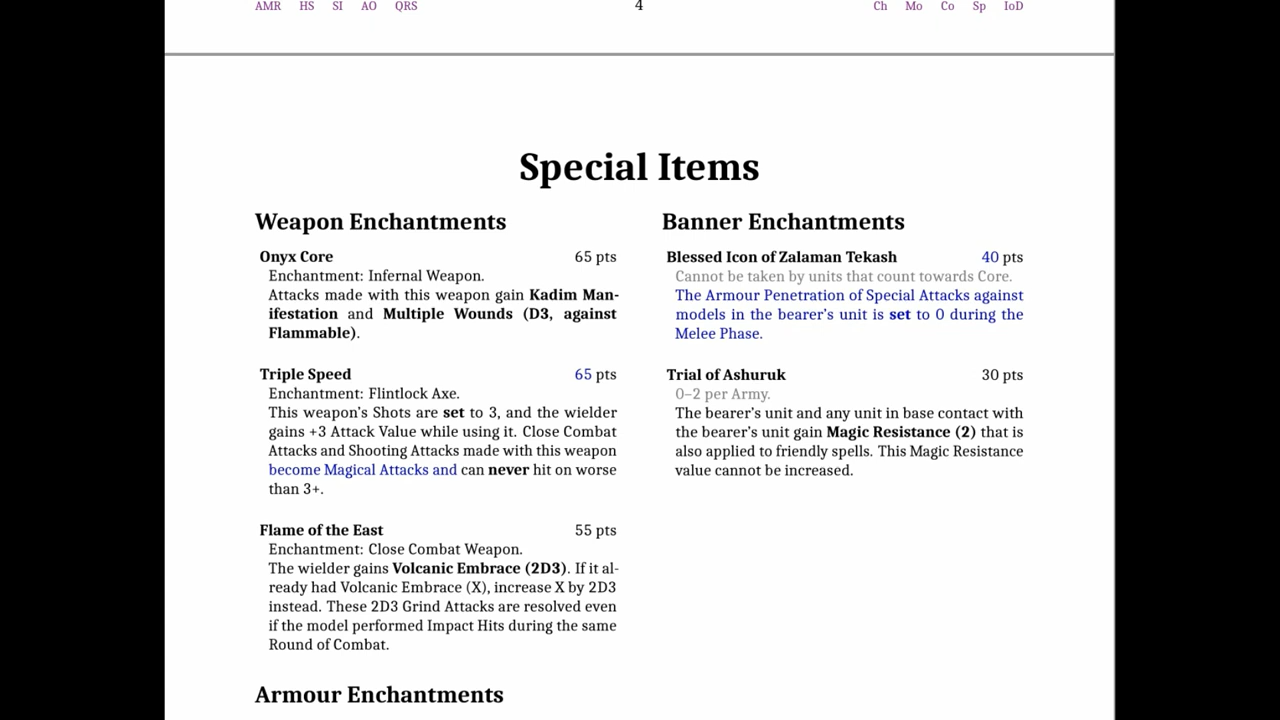 AMR HS SI AO QRS 4 Ch Mo Co Sp IoD
Special Items
Weapon Enchantments
Onyx Core 65 pts
Enchantment: Infernal Weapon.
Attacks made with this weapon gain Kadim Man-
ifestation and Multiple Wounds (D3, against
Flammable).
Triple Speed 65 pts
Enchantment: Flintlock Axe.
This weapon's Shots are set to 3, and the wielder
gains +3 Attack Value while using it. Close Combat
Attacks and Shooting Attacks made with this weapon
become Magical Attacks and can never hit on worse
than 3+.
Flame of the East 55 pts
Enchantment: Close Combat Weapon.
The wielder gains Volcanic Embrace (2D3). If it al-
ready had Volcanic Embrace (X), increase X by 2D3
instead. These 2D3 Grind Attacks are resolved even
if the model performed Impact Hits during the same
Round of Combat.
Armour Enchantments
Banner Enchantments
Blessed Icon of Zalaman Tekash 40 pts
Cannot be taken by units that count towards Core.
The Armour Penetration of Special Attacks against
models in the bearer's unit is set to 0 during the
Melee Phase.
Trial of Ashuruk 30 pts
0–2 per Army.
The bearer's unit and any unit in base contact with
the bearer's unit gain Magic Resistance (2) that is
also applied to friendly spells. This Magic Resistance
value cannot be increased.